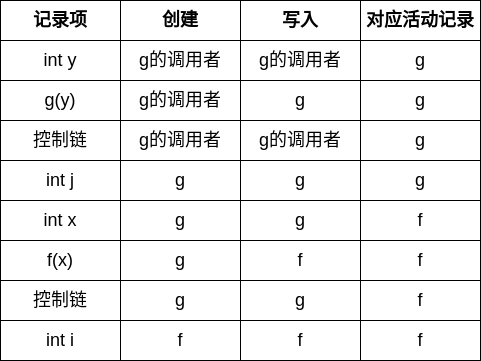 记录项 创建 写入 对应活动记录
int y g的调用者 g的调用者 g
g(y) g的调用者 g g
控制链 g的调用者 g的调用者 g
int j g g g
int x g g f
f(x) g f f
控制链 g g f
int i f f f